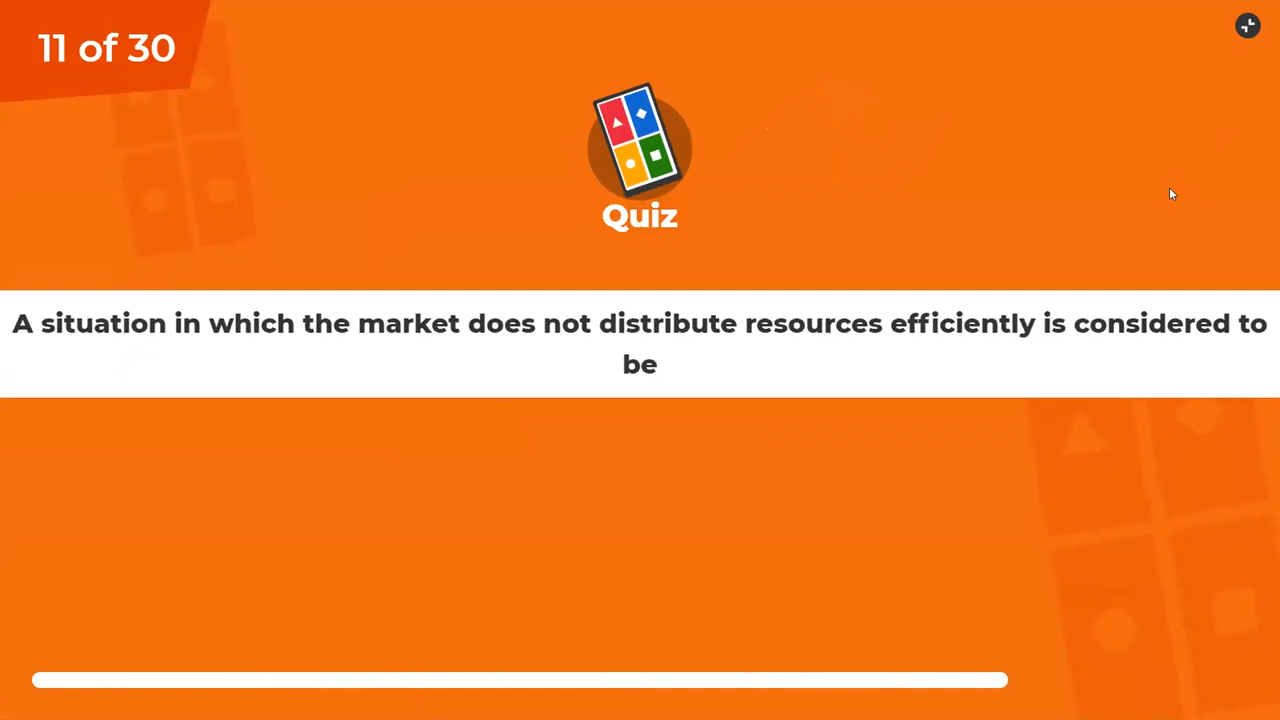 11 of 30
Quiz
A situation in which the market does not distribute resources efficiently is considered to
be